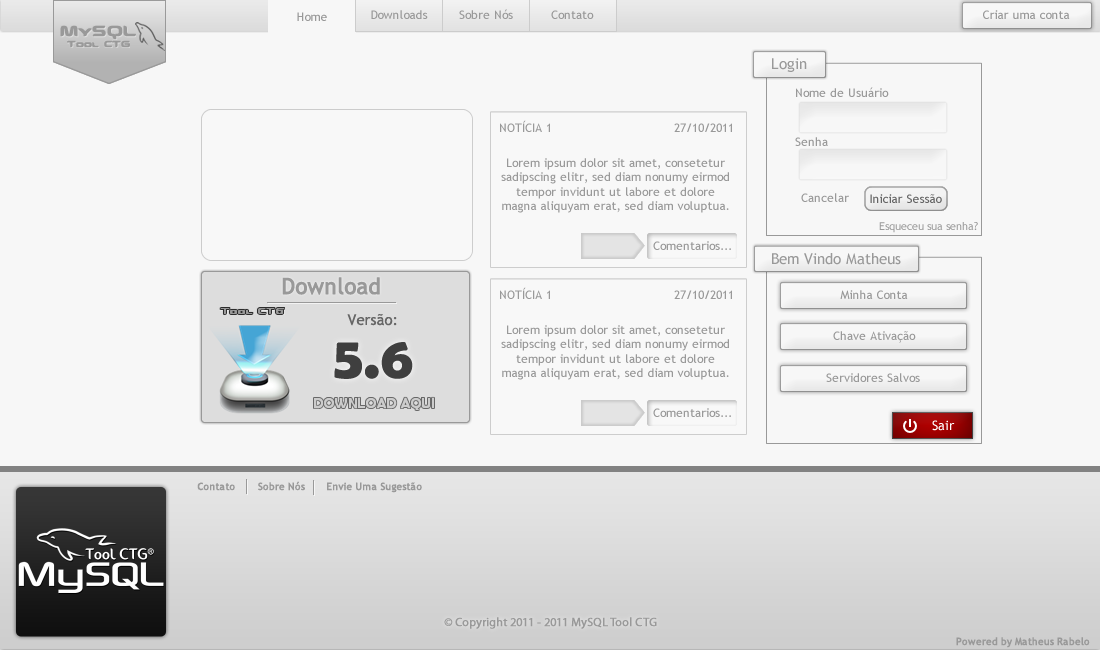 MySQL
Tool CTG
Home
Downloads
Sobre Nós
Contato
Criar uma conta
Login
Nome de Usuário
Senha
Cancelar
Iniciar Sessão
Esqueceu sua senha?
NOTÍCIA 1
27/10/2011
Lorem ipsum dolor sit amet, consetetur
sadipscing elitr, sed diam nonumy eirmod
tempor invidunt ut labore et dolore
magna aliquyam erat, sed diam voluptua.
Comentarios...
Download
Tool CTG
Versão:
5.6
DOWNLOAD AQUI
NOTÍCIA 1
27/10/2011
Lorem ipsum dolor sit amet, consetetur
sadipscing elitr, sed diam nonumy eirmod
tempor invidunt ut labore et dolore
magna aliquyam erat, sed diam voluptua.
Comentarios...
Bem Vindo Matheus
Minha Conta
Chave Ativação
Servidores Salvos
Sair
Contato
Sobre Nós
Envie Uma Sugestão
Tool CTG®
MySQL
© Copyright 2011 - 2011 MySQL Tool CTG
Powered by Matheus Rabelo